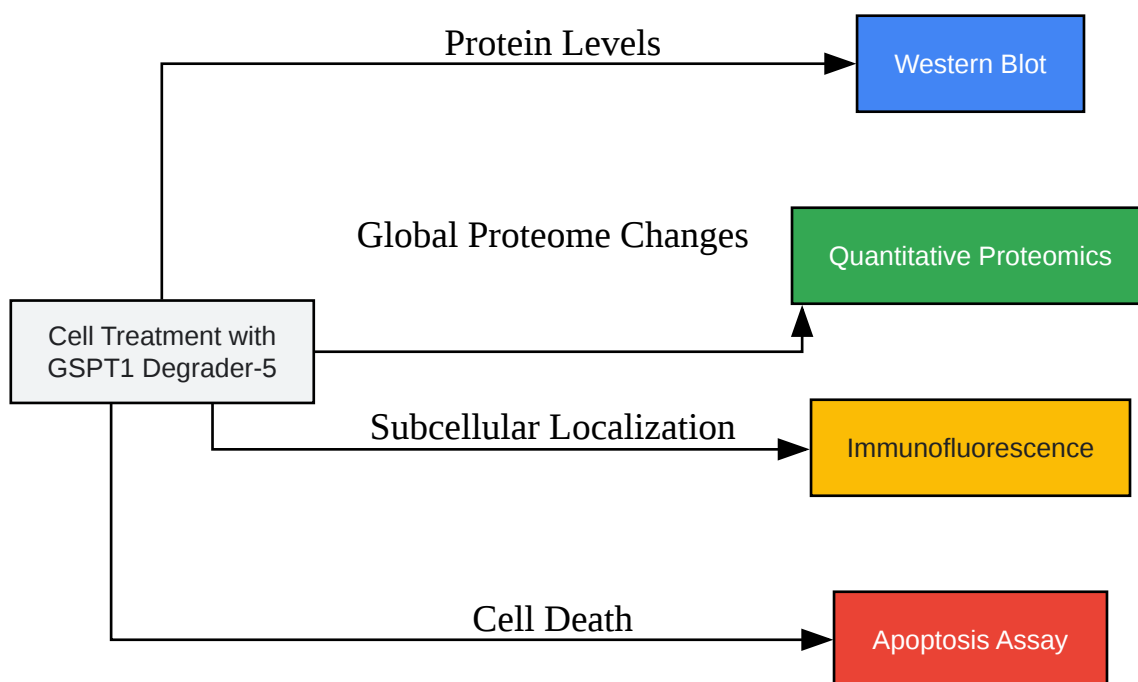 Protein Levels
Western Blot
Global Proteome Changes
Quantitative Proteomics
Cell Treatment with
GSPT1 Degrader-5
Subcellular Localization
Immunofluorescence
Cell Death
Apoptosis Assay